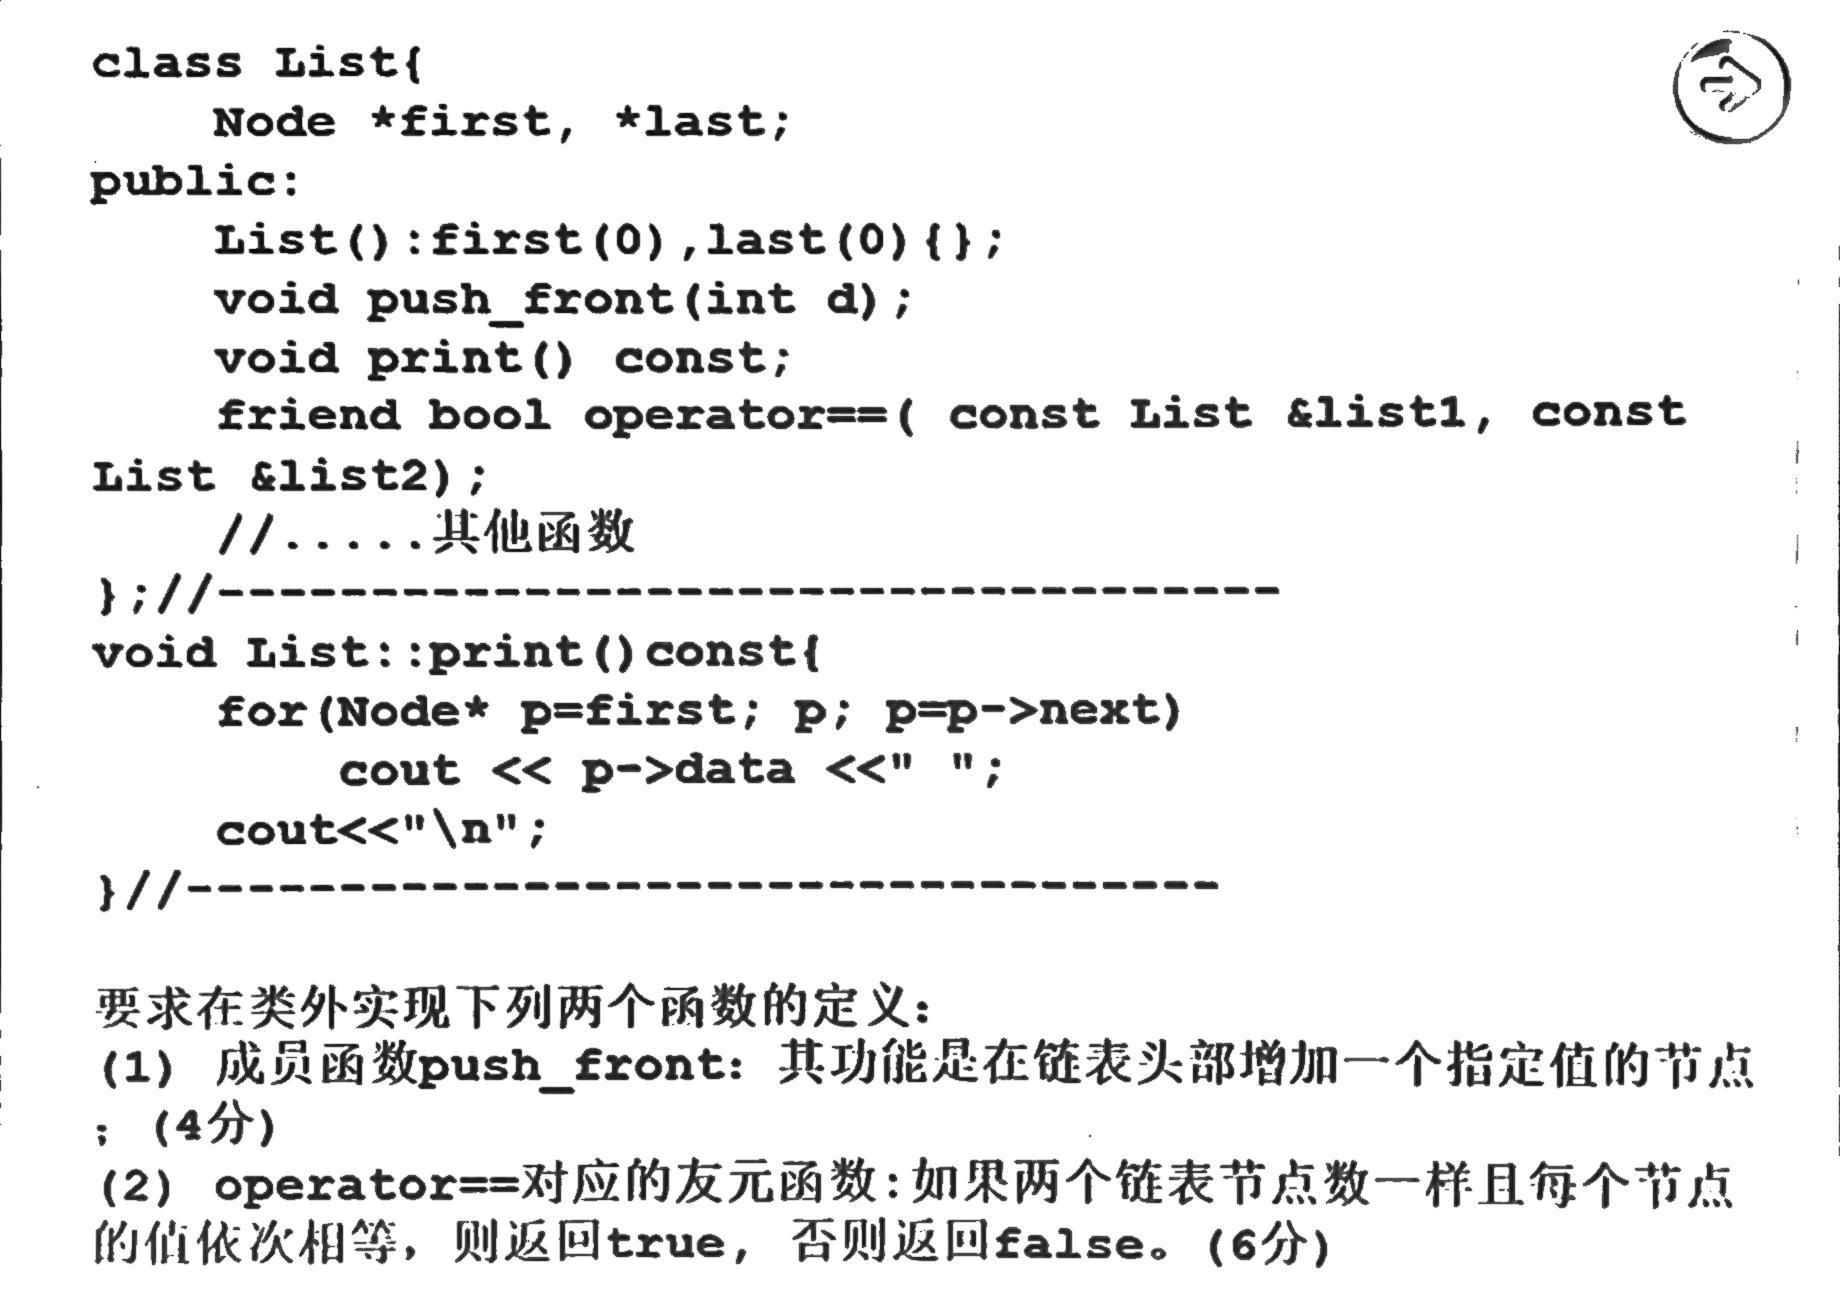 class List{
    Node *first, *last;
public:
    List():first(0),last(0){};
    void push_front(int d);
    void print() const;
    friend bool operator==( const List &list1, const
List &list2);
    //.....其他函数
};//-----------------------------------
void List::print()const{
    for(Node* p=first; p; p=p->next)
        cout << p->data <<" ";
    cout<<"\n";
}//----------------------------------
要求在类外实现下列两个函数的定义:
(1) 成员函数push_front: 其功能是在链表头部增加一个指定值的节点
; (4分)
(2) operator==对应的友元函数:如果两个链表节点数一样且每个节点
的值依次相等, 则返回true, 否则返回false。(6分)